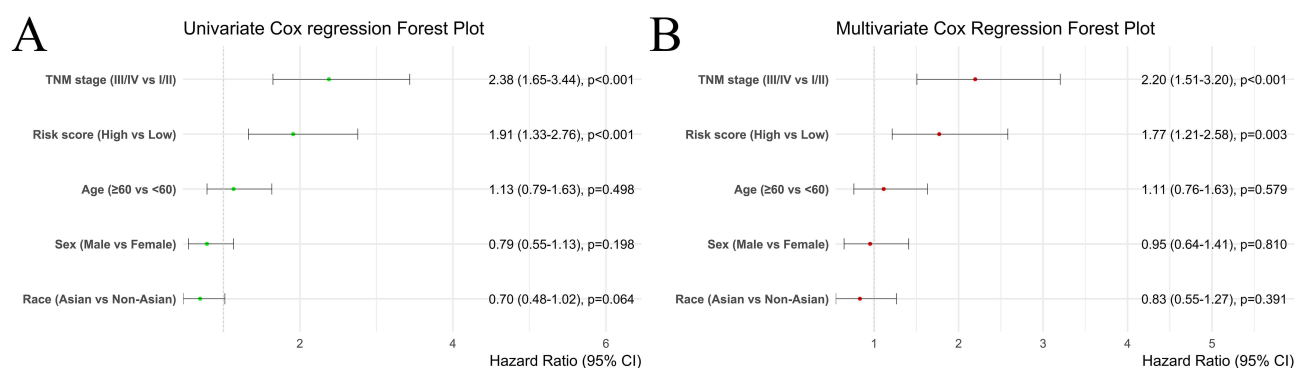 A
Univariate Cox regression Forest Plot
TNM stage (III/IV vs I/II)
2.38 (1.65-3.44), p<0.001
Risk score (High vs Low)
1.91 (1.33-2.76), p<0.001
Age (≥60 vs <60)
1.13 (0.79-1.63), p=0.498
Sex (Male vs Female)
0.79 (0.55-1.13), p=0.198
Race (Asian vs Non-Asian)
0.70 (0.48-1.02), p=0.064
2 4 6
Hazard Ratio (95% CI)
B
Multivariate Cox Regression Forest Plot
TNM stage (III/IV vs I/II)
2.20 (1.51-3.20), p<0.001
Risk score (High vs Low)
1.77 (1.21-2.58), p=0.003
Age (≥60 vs <60)
1.11 (0.76-1.63), p=0.579
Sex (Male vs Female)
0.95 (0.64-1.41), p=0.810
Race (Asian vs Non-Asian)
0.83 (0.55-1.27), p=0.391
1 2 3 4 5
Hazard Ratio (95% CI)